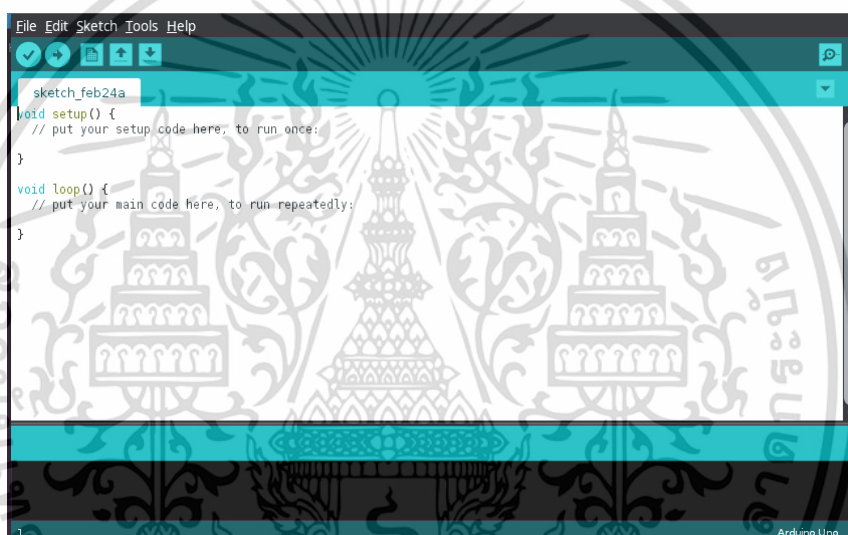 File Edit Sketch Tools Help
sketch_feb24a
void setup() {
  // put your setup code here, to run once:
}
void loop() {
  // put your main code here, to run repeatedly:
}
1
Arduino Uno